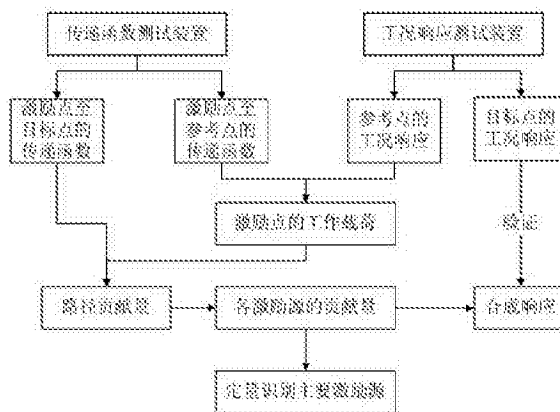 传递函数测试装置
工况响应测试装置
激励点至
目标点的
传递函数
激励点至
参考点的
传递函数
参考点的
工况响应
目标点的
工况响应
激励点的工作载荷
验证
路径贡献量
各激励源的贡献量
合成响应
定量识别主要激励源